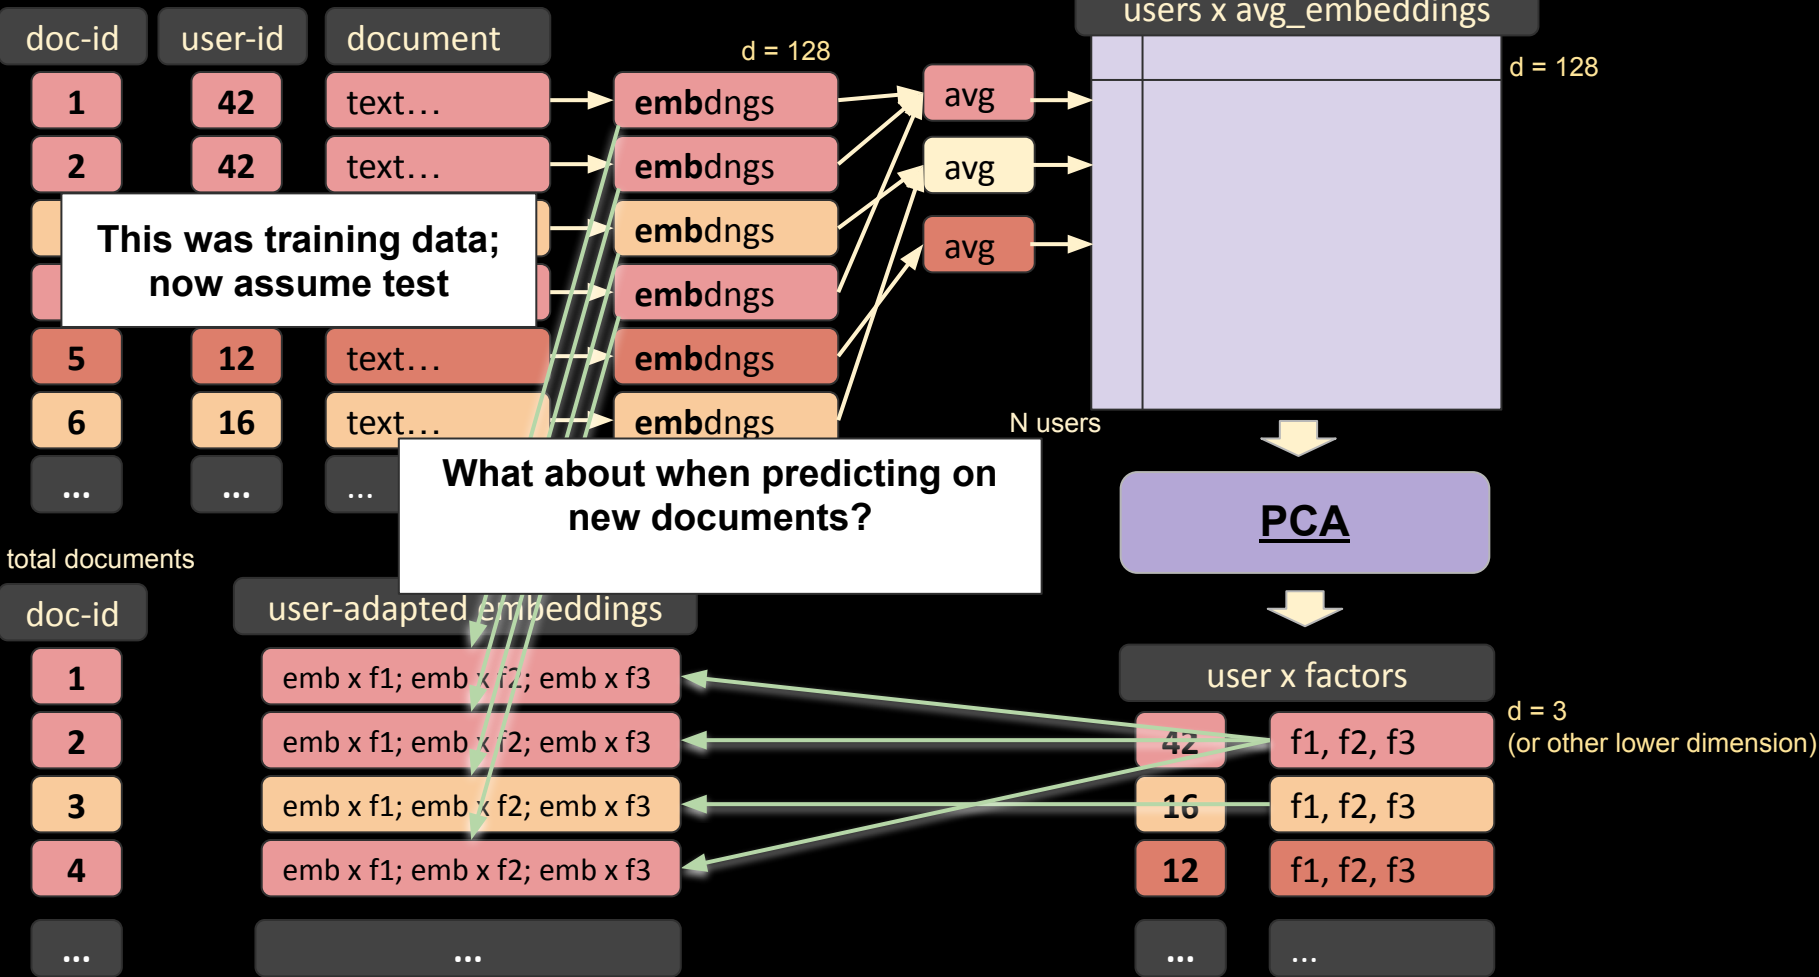 users x avg_embeddings
doc-id user-id document
d = 128
d = 128
1 42 text... embdngs avg
2 42 text... embdngs avg
This was training data;
now assume test
embdngs
avg
embdngs
5 12 text... embdngs
6 16 text... embdngs
N users
... ... ...
What about when predicting on
new documents?
PCA
total documents
doc-id user-adapted embeddings
user x factors
1 emb x f1; emb x f2; emb x f3
d = 3
(or other lower dimension)
2 emb x f1; emb x f2; emb x f3 42 f1, f2, f3
3 emb x f1; emb x f2; emb x f3 16 f1, f2, f3
4 emb x f1; emb x f2; emb x f3 12 f1, f2, f3
... ... ... ...